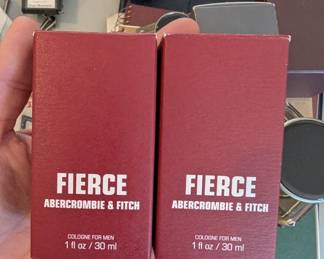 FIERCE
ABERCROMBIE & FITCH
COLOGNE FOR MEN
1 fl oz / 30 ml
FIERCE
ABERCROMBIE & FITCH
COLOGNE FOR MEN
1 fl oz / 30 ml